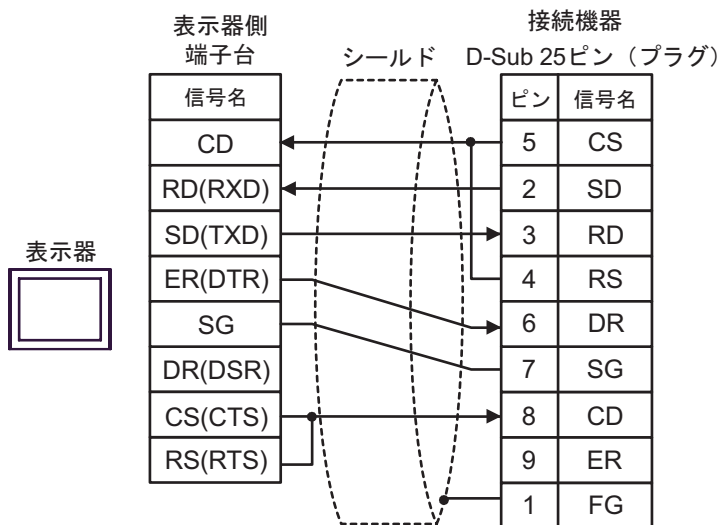 表示器側
端子台
シールド
接続機器
D-Sub 25ピン（プラグ）
信号名
ピン 信号名
CD
5 CS
RD(RXD)
2 SD
SD(TXD)
3 RD
表示器
ER(DTR)
4 RS
SG
6 DR
DR(DSR)
7 SG
CS(CTS)
8 CD
RS(RTS)
9 ER
1 FG